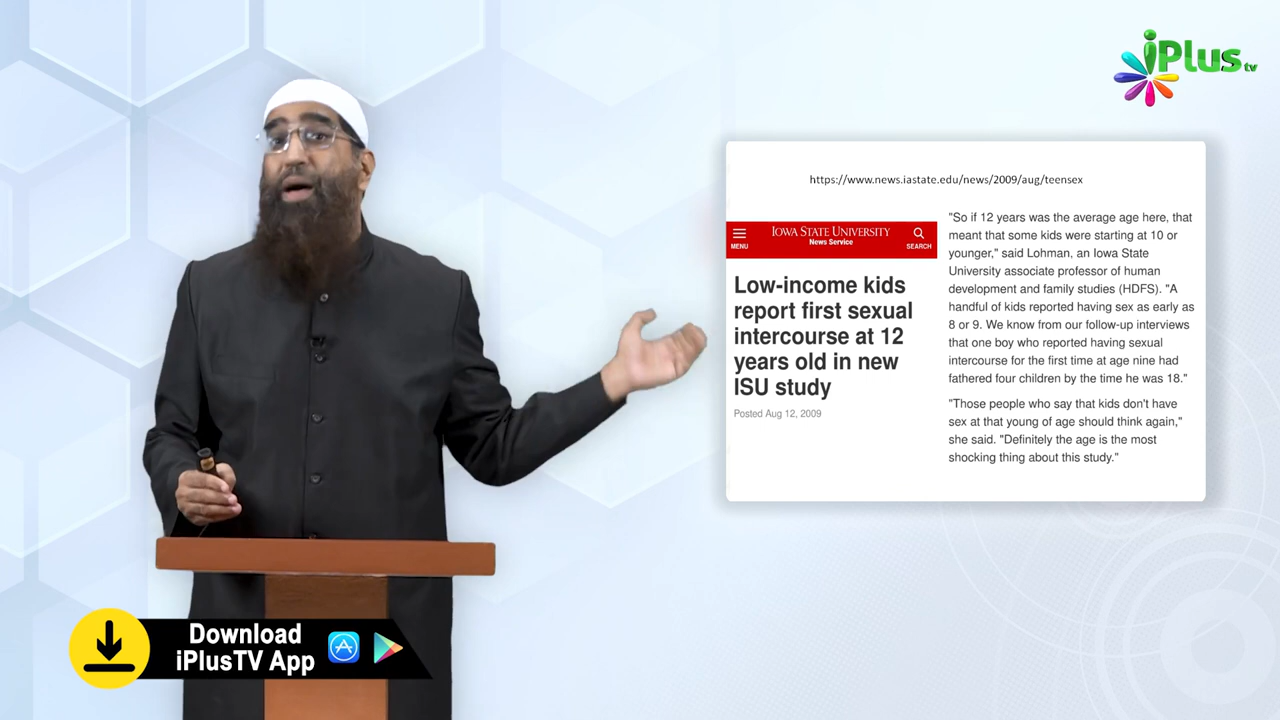 iPlus tv
https://www.news.iastate.edu/news/2009/aug/teensex
MENU
IOWA STATE UNIVERSITY
News Service
SEARCH
Low-income kids
report first sexual
intercourse at 12
years old in new
ISU study
Posted Aug 12, 2009
"So if 12 years was the average age here, that
meant that some kids were starting at 10 or
younger," said Lohman, an Iowa State
University associate professor of human
development and family studies (HDFS). "A
handful of kids reported having sex as early as
8 or 9. We know from our follow-up interviews
that one boy who reported having sexual
intercourse for the first time at age nine had
fathered four children by the time he was 18."
"Those people who say that kids don't have
sex at that young of age should think again,"
she said. "Definitely the age is the most
shocking thing about this study."
Download
iPlusTV App